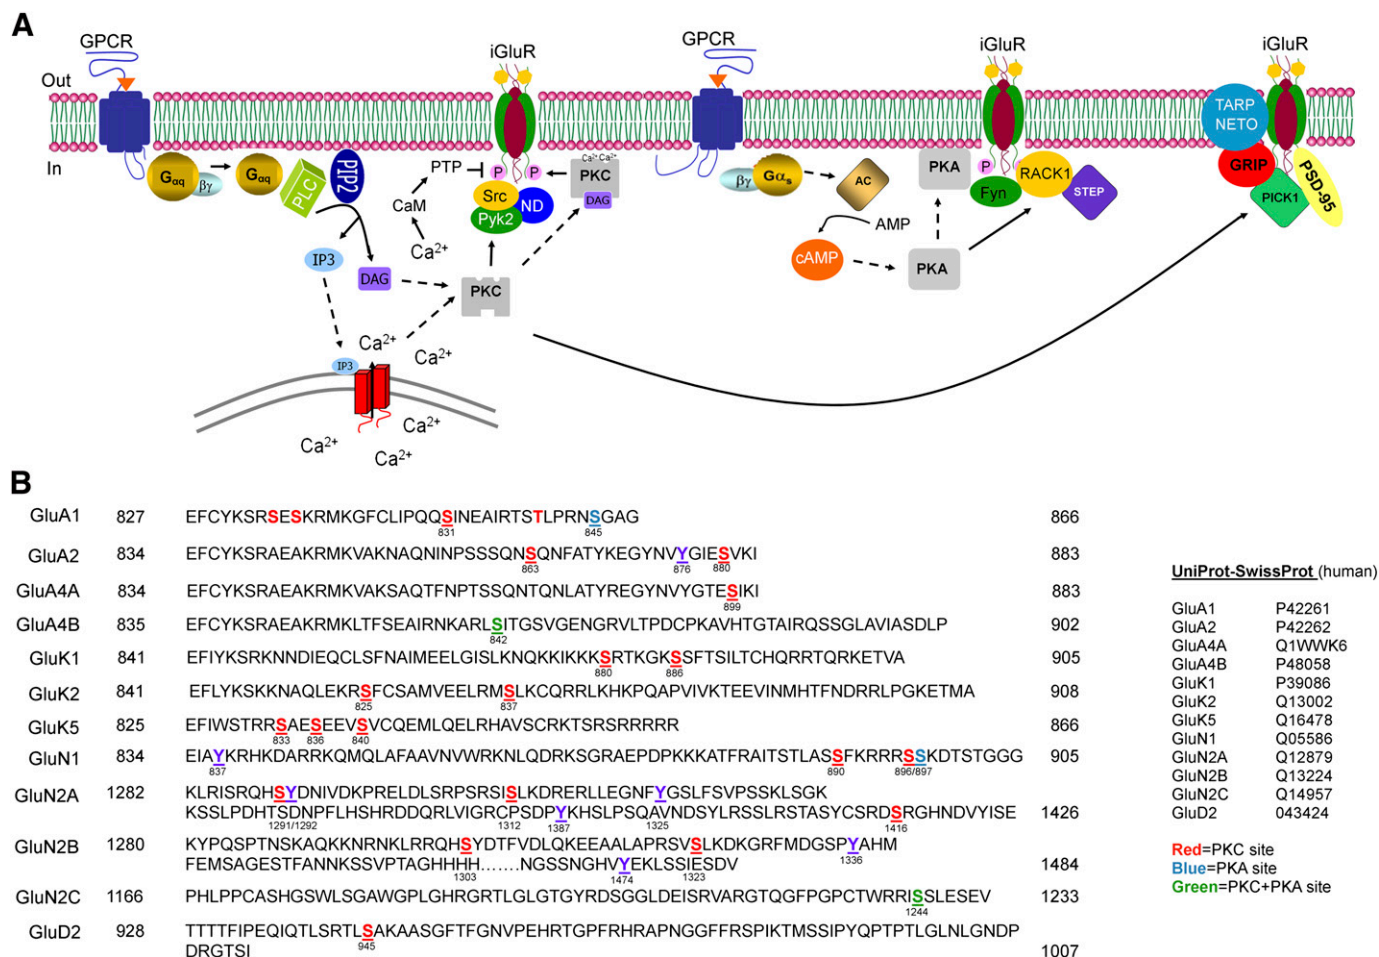 A
GPCR
iGluR
GPCR
iGluR
iGluR
Out
In
Gαq
βγ
Gαq
PLC
PIP2
IP3
DAG
IP3
Ca2+
Ca2+
Ca2+
Ca2+
Ca2+
PTP
CaM
Ca2+
P
P
Src
Pyk2
ND
Ca2+ Ca2+
PKC
DAG
PKC
βγ
Gαs
AC
AMP
cAMP
PKA
PKA
P
Fyn
RACK1
STEP
TARP
NETO
GRIP
PICK1
PSD-95
B
GluA1 827 EFCYKSRSESKRMKGFCLIPQQSINEAIRTSTLPRNSGAG 866
831 845
GluA2 834 EFCYKSRAEAKRMKVAKNAQNINPSSSQNSQNFATYKEGYNVYGIESVKI 883
863 876 880
GluA4A 834 EFCYKSRAEAKRMKVAKSAQTFNPTSSQNTQNLATYREGYNVYGTESIKI 883
899
GluA4B 835 EFCYKSRAEAKRMKLTFSEAIRNKARLSITGSVGENGRVLTPDCPKAVHTGTAIRQSSGLAVIASDLP 902
842
GluK1 841 EFIYKSRKNNDIEQCLSFNAIMEELGISLKNQKKIKKKSRTKGKSSFTSILTCHQRRTQRKETVA 905
880 886
GluK2 841 EFLYKSKKNAQLEKRSFCSAMVEELRMSLKCQRRLKHKPQAPVIVKTEEVINMHTFNDRRLPGKETMA 908
825 837
GluK5 825 EFIWSTRRSAESEEVSVCQEMLQELRHAVSCRKTSRSRRRRR 866
833 836 840
GluN1 834 EIAYKRHKDARRKQMQLAFAAVNVWRKNLQDRKSGRAEPDPKKKATFRAITSTLASSFKRRRSSKDTSTGGG 905
837 890 896/897
GluN2A 1282 KLRISRQHSYDNIVDKPRELDLSRPSRSISLKDRERLLEGNFYGSLFSVPSSKLSGK
KSSLPDHTSDNPFLHSHRDDQRLVIGRCPSDPYKHSLPSQAVNDSYLRSSLRSTASYCSRDSRGHNDVYISE 1426
1291/1292 1312 1387 1325 1416
GluN2B 1280 KYPQSPTNSKAQKKNRNKLRRQHSYDTFVDLQKEEAALAPRSVSLKDKGRFMDGSPYAHM
1336
FEMSAGESTFANNKSSVPTAGHHHH.......NGSSNGHVYEKLSSIESDV 1484
1303 1474 1323
GluN2C 1166 PHLPPCASHGSWLSGAWGPLGHRGRTLGLGTGYRDSGGLDEISRVARGTQGFPGPCTWRRISSLESEV 1233
1244
GluD2 928 TTTTFIPEQIQTLSRTLSAKAASGFTFGNVPEHRTGPFRHRAPNGGFFRSPIKTMSSIPYQPTPTLGLNLGNDP
945
DRGTSI 1007
UniProt-SwissProt (human)
GluA1 P42261
GluA2 P42262
GluA4A Q1WWK6
GluA4B P48058
GluK1 P39086
GluK2 Q13002
GluK5 Q16478
GluN1 Q05586
GluN2A Q12879
GluN2B Q13224
GluN2C Q14957
GluD2 043424
Red=PKC site
Blue=PKA site
Green=PKC+PKA site